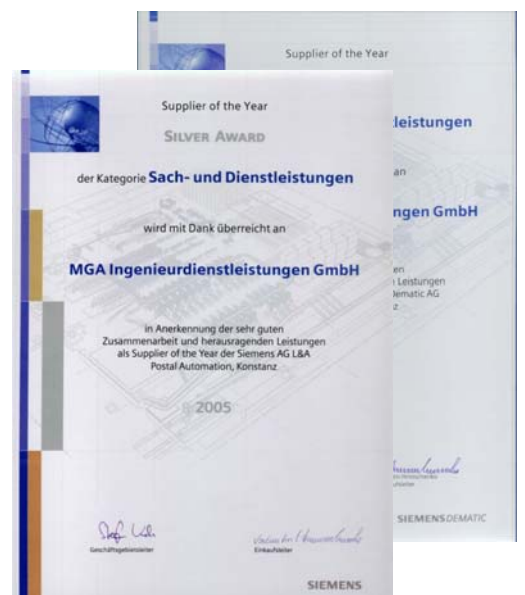 Supplier of the Year
SILVER AWARD
der Kategorie Sach- und Dienstleistungen
wird mit Dank überreicht an
MGA Ingenieurdienstleistungen GmbH
in Anerkennung der sehr guten
Zusammenarbeit und herausragenden Leistungen
als Supplier of the Year der Siemens AG L&A
Postal Automation, Konstanz
2005
Geschäftsgebietsleiter
Einkaufsleiter
SIEMENS
Supplier of the Year
leistungen
an
ngen GmbH
en
Leistungen
Dematic AG
z
SIEMENS DEMATIC